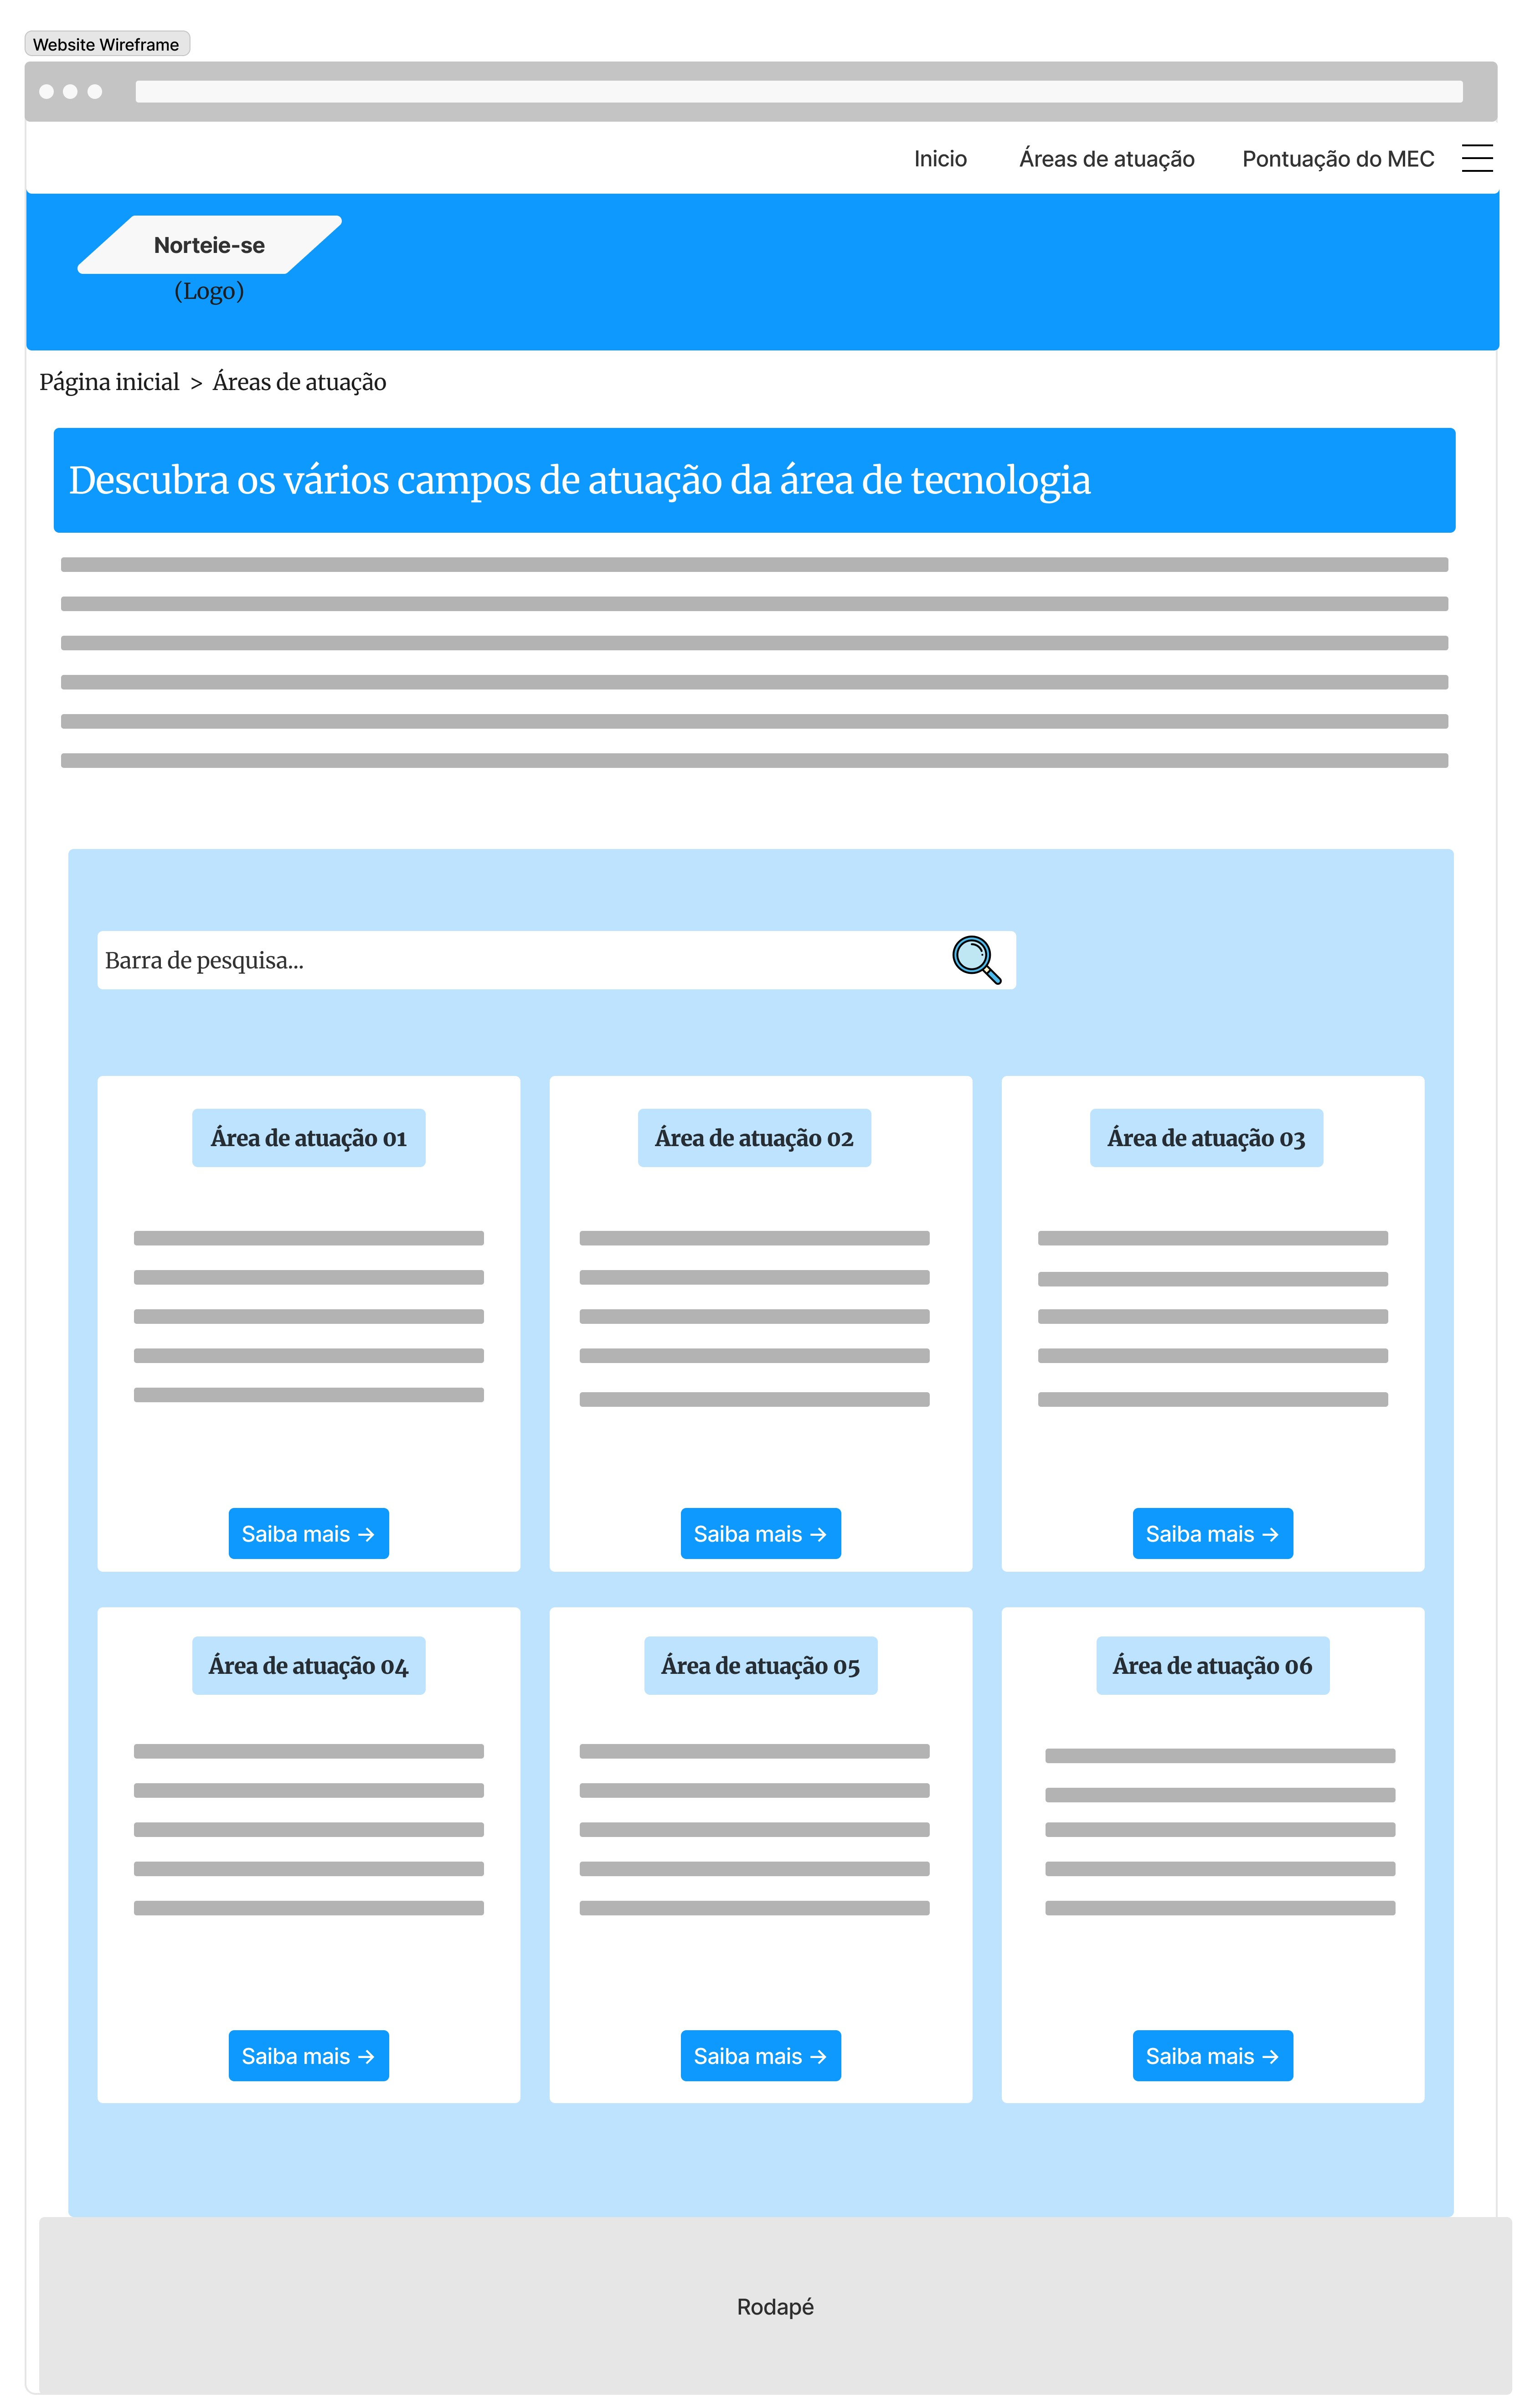 Website Wireframe
Inicio Áreas de atuação Pontuação do MEC
Norteie-se
(Logo)
Página inicial > Áreas de atuação
Descubra os vários campos de atuação da área de tecnologia
Barra de pesquisa...
Área de atuação 01 Área de atuação 02 Área de atuação 03
Saiba mais → Saiba mais → Saiba mais →
Área de atuação 04 Área de atuação 05 Área de atuação 06
Saiba mais → Saiba mais → Saiba mais →
Rodapé